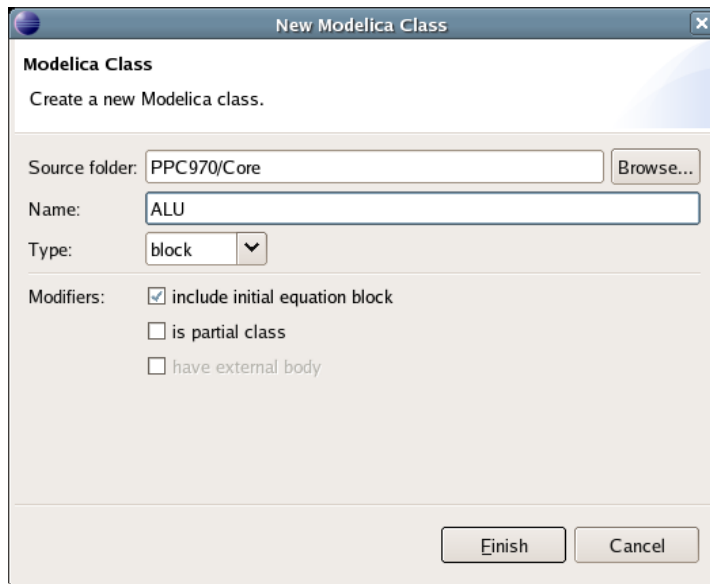 New Modelica Class
Modelica Class
Create a new Modelica class.
Source folder: PPC970/Core Browse...
Name: ALU
Type: block
Modifiers: include initial equation block
is partial class
have external body
Finish Cancel